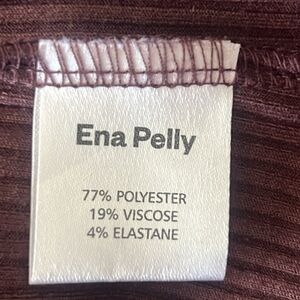 Ena Pelly
77% POLYESTER
19% VISCOSE
4% ELASTANE